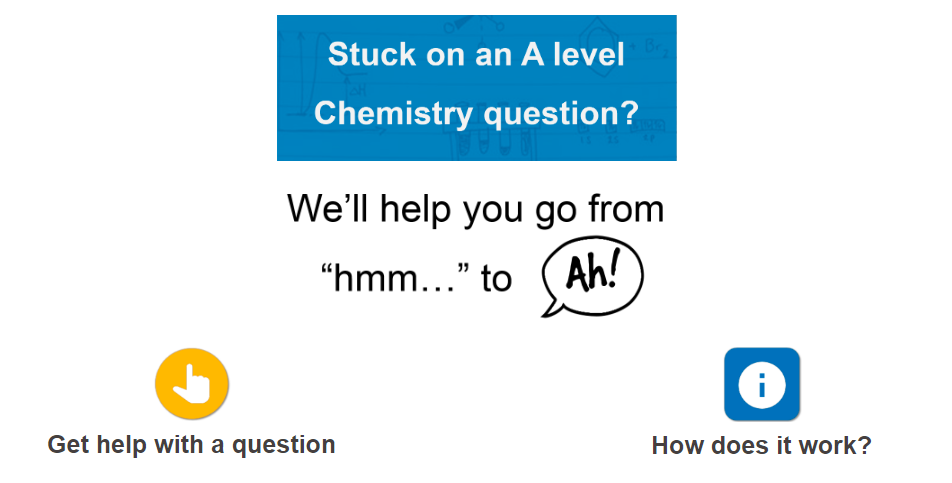 Stuck on an A level
Chemistry question?
We’ll help you go from
“hmm…” to Ah!
Get help with a question
How does it work?